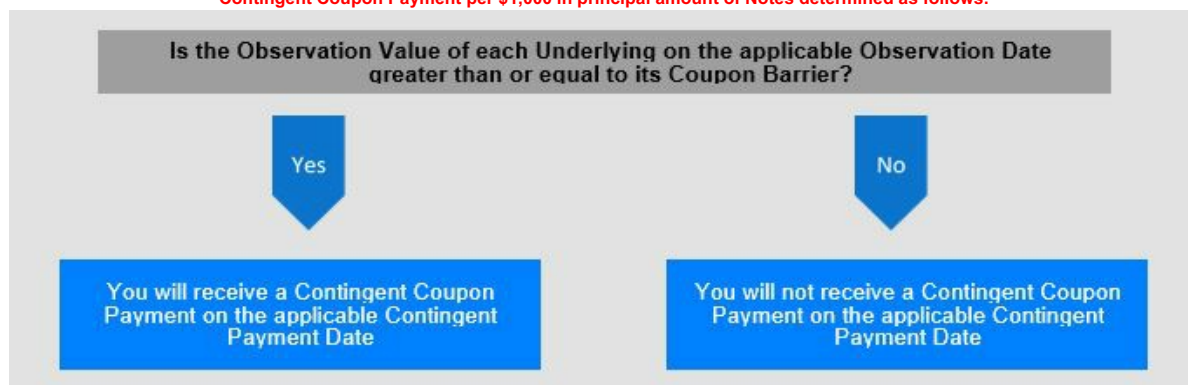 Contingent Coupon Payment per $1,000 in principal amount of Notes determined as follows:
Is the Observation Value of each Underlying on the applicable Observation Date
greater than or equal to its Coupon Barrier?
Yes
No
You will receive a Contingent Coupon
Payment on the applicable Contingent
Payment Date
You will not receive a Contingent Coupon
Payment on the applicable Contingent
Payment Date